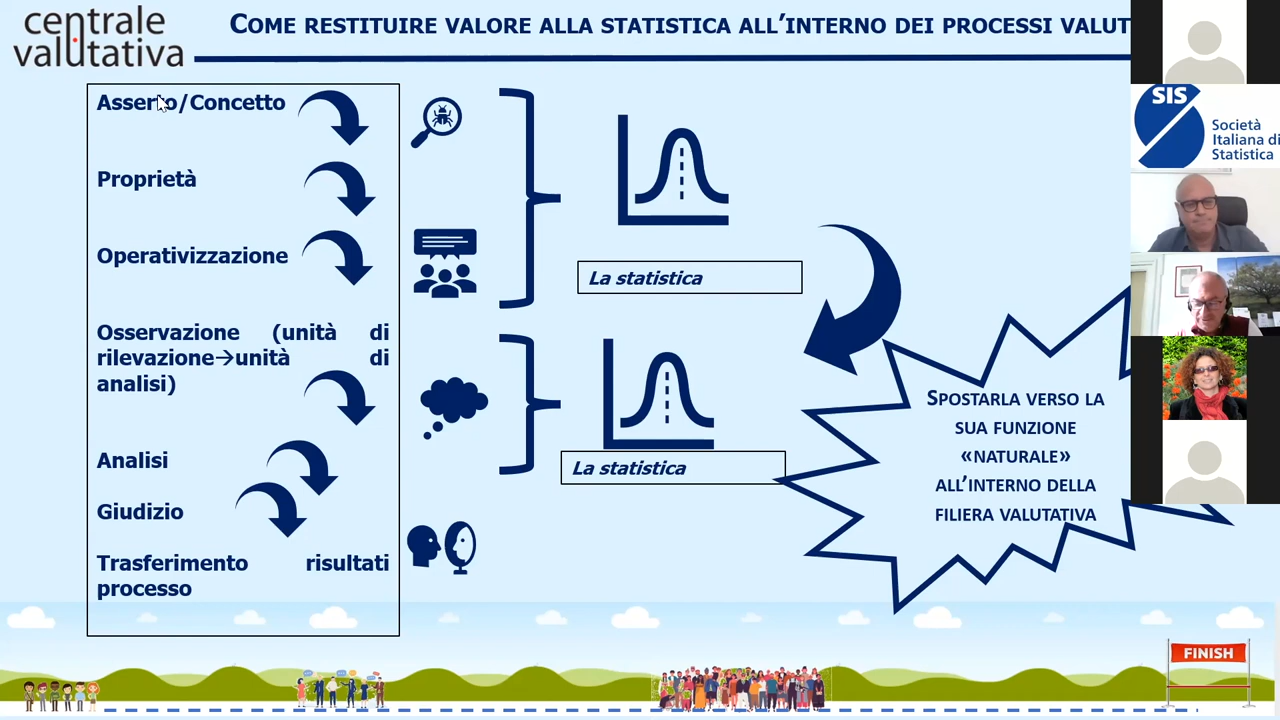 centrale
valutativa
COME RESTITUIRE VALORE ALLA STATISTICA ALL'INTERNO DEI PROCESSI VALUT
Asserto/Concetto
Proprietà
Operativizzazione
Osservazione (unità di
rilevazione→unità di
analisi)
Analisi
Giudizio
Trasferimento risultati
processo
La statistica
La statistica
SPOSTARLA VERSO LA
SUA FUNZIONE
«NATURALE»
ALL'INTERNO DELLA
FILIERA VALUTATIVA
SIS
Società
Italiana di
Statistica
FINISH